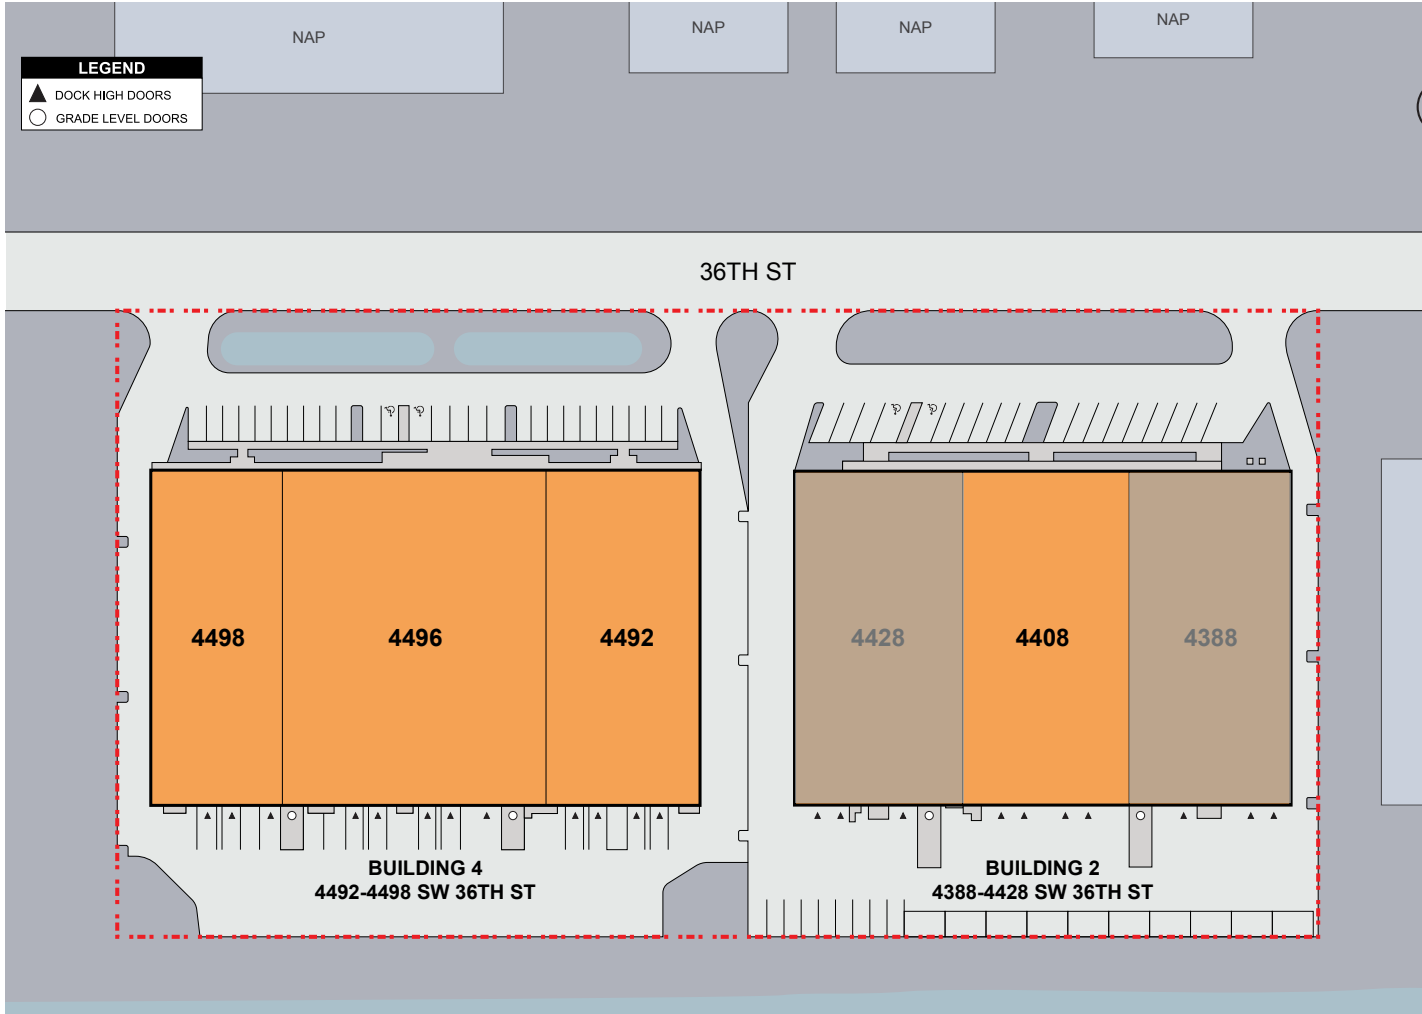 NAP
NAP
NAP
NAP
LEGEND
DOCK HIGH DOORS
GRADE LEVEL DOORS
36TH ST
4498
4496
4492
4428
4408
4388
BUILDING 4
4492-4498 SW 36TH ST
BUILDING 2
4388-4428 SW 36TH ST